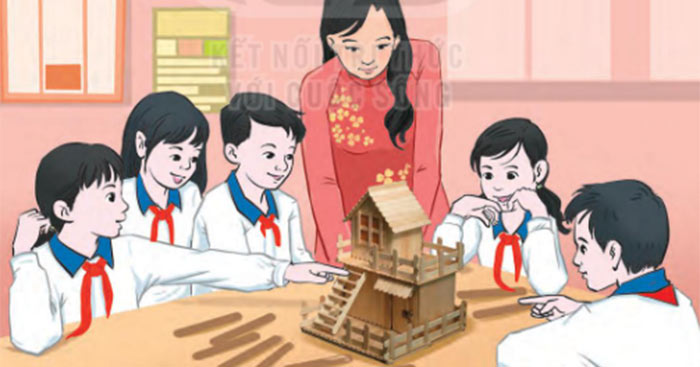 KẾT NỐI TRI THỨC
VỚI CUỘC SỐNG